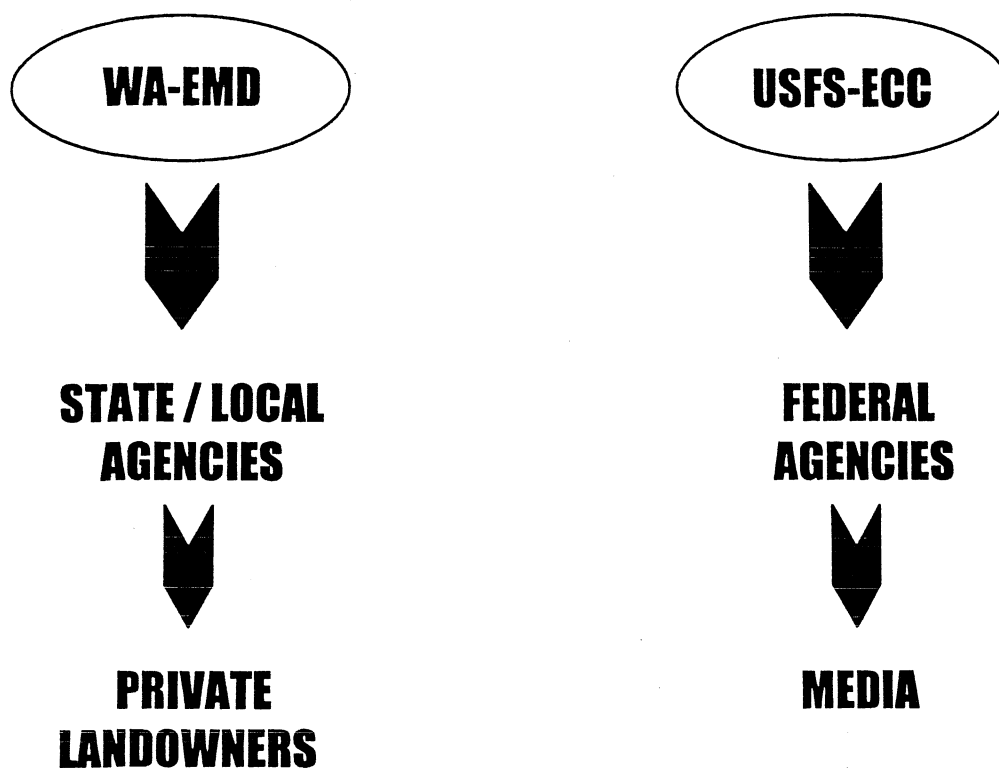 WA-EMD
STATE / LOCAL
AGENCIES
PRIVATE
LANDOWNERS
USFS-ECC
FEDERAL
AGENCIES
MEDIA